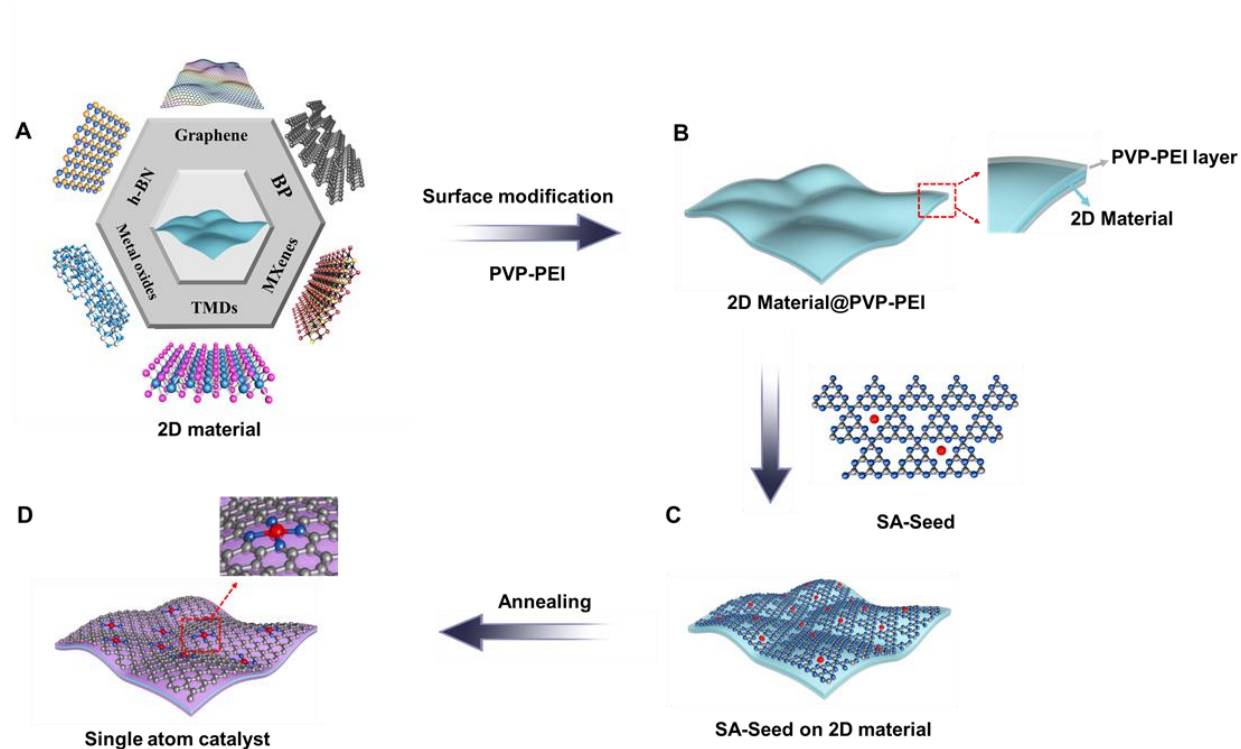 A
Graphene
BP
h-BN
MXenes
Metal oxides
TMDs
2D material
Surface modification
PVP-PEI
B
PVP-PEI layer
2D Material
2D Material@PVP-PEI
SA-Seed
C
SA-Seed on 2D material
Annealing
D
Single atom catalyst